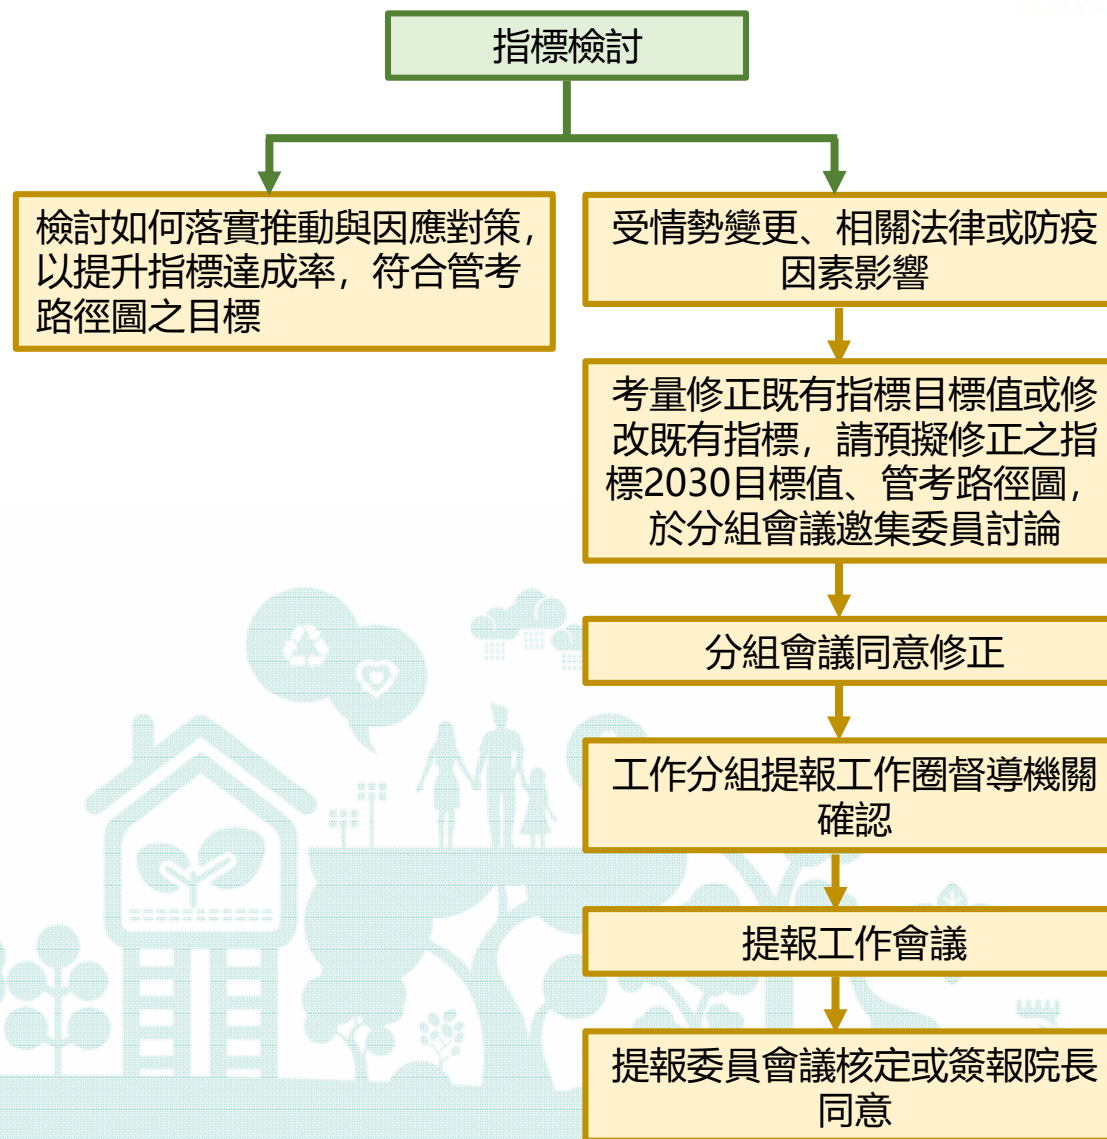 指標檢討
檢討如何落實推動與因應對策,
以提升指標達成率，符合管考
路徑圖之目標
受情勢變更、相關法律或防疫
因素影響
考量修正既有指標目標值或修
改既有指標，請預擬修正之指
標2030目標值、管考路徑圖，
於分組會議邀集委員討論
分組會議同意修正
工作分組提報工作圈督導機關
確認
提報工作會議
提報委員會議核定或簽報院長
同意